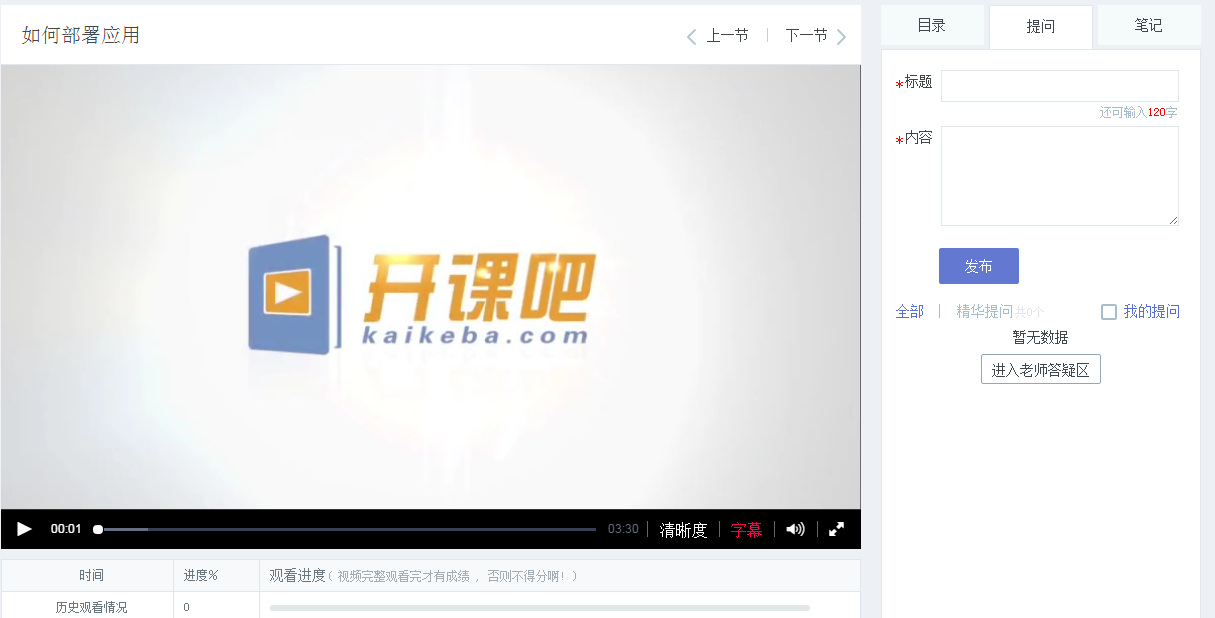 如何部署应用
上一节
下一节
开课吧
kaikeba.com
00:01
03:30
清晰度
字幕
时间
进度%
观看进度( 视频完整观看完才有成绩 ，否则不得分啊! )
历史观看情况
0
目录
提问
笔记
*标题
还可输入120字
*内容
发布
全部
精华提问共0个
我的提问
暂无数据
进入老师答疑区